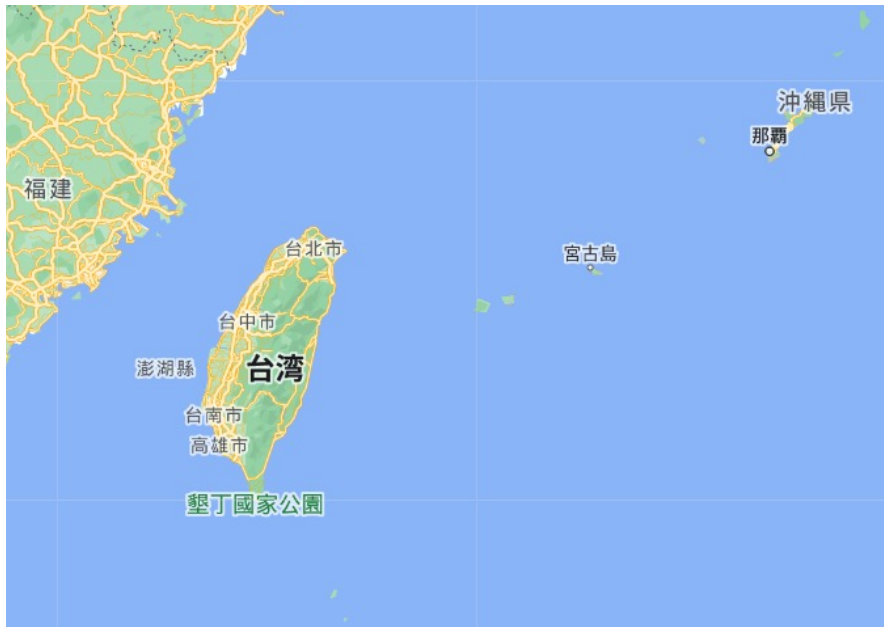 沖縄県
那覇
福建
台北市
宮古島
台中市
澎湖縣
台湾
台南市
高雄市
墾丁國家公園